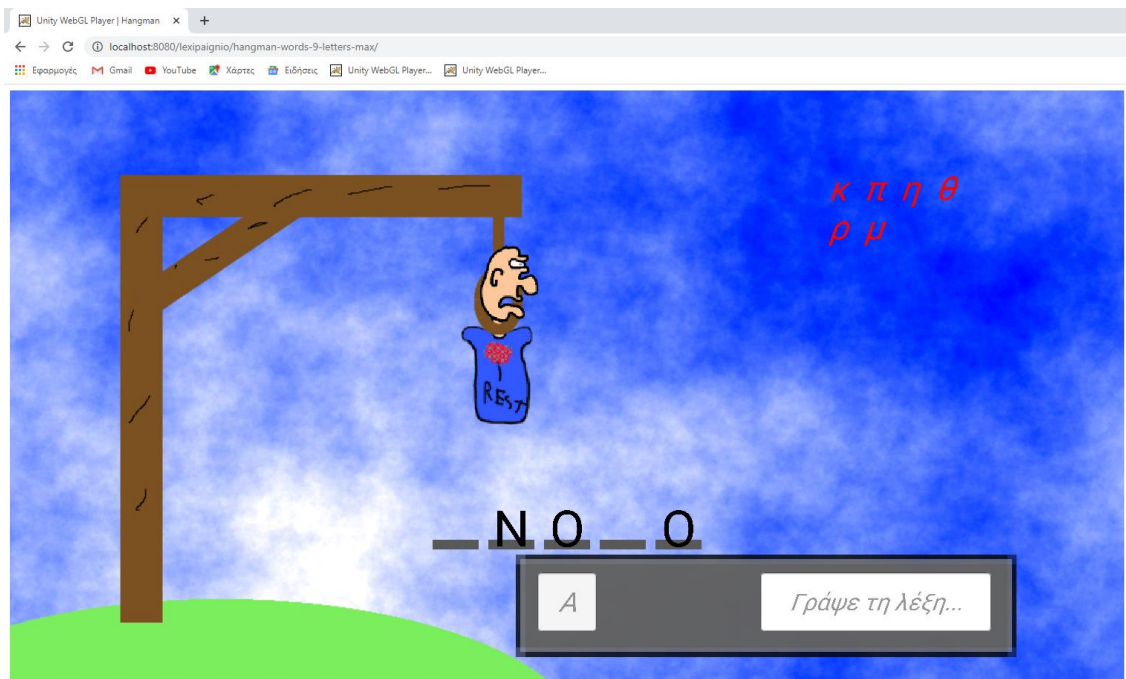 Unity WebGL Player | Hangman
localhost:8080/lexipaignio/hangman-words-9-letters-max/
Εφαρμογές Gmail YouTube Χάρτες Ειδήσεις Unity WebGL Player... Unity WebGL Player...
κ π η θ
ρ μ
REST
_ Ν Ο _ Ο
Α Γράψε τη λέξη...